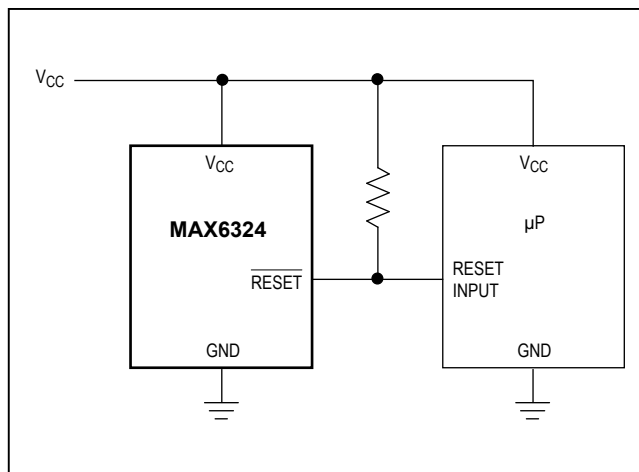 VCC
VCC
MAX6324
RESET
GND
VCC
µP
RESET
INPUT
GND